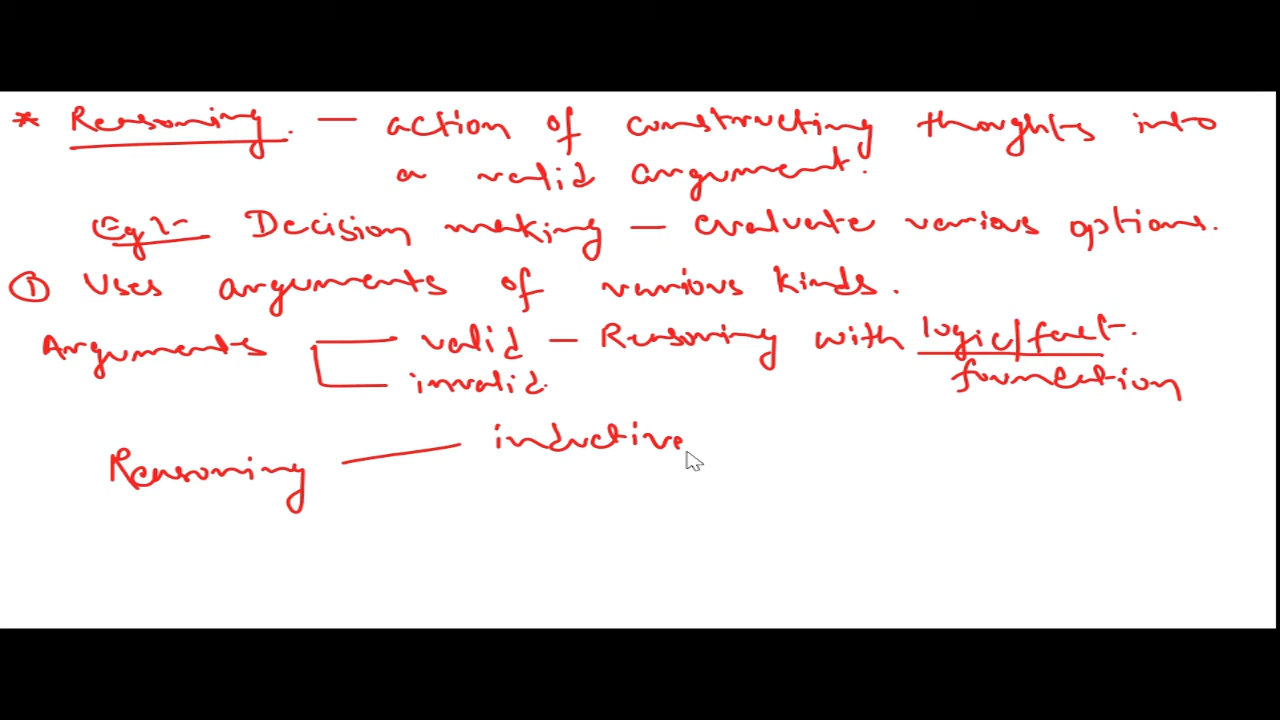 * Reasoning. — action of constructing thoughts into
a valid argument.
Eg:- Decision making — evaluate various options.
① Uses arguments of various kinds.
Arguments valid — Reasoning with logic/fact.
invalid. foundation
Reasoning — inductive